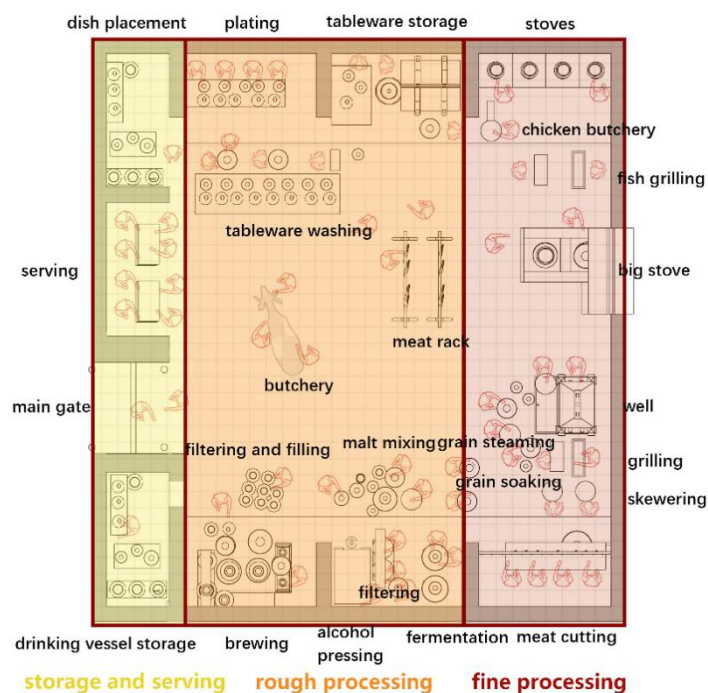 dish placement
plating
tableware storage
stoves
chicken butchery
fish grilling
tableware washing
serving
big stove
meat rack
butchery
main gate
well
malt mixing
grain steaming
filtering and filling
grilling
grain soaking
skewering
filtering
drinking vessel storage
brewing
alcohol
pressing
fermentation
meat cutting
storage and serving
rough processing
fine processing